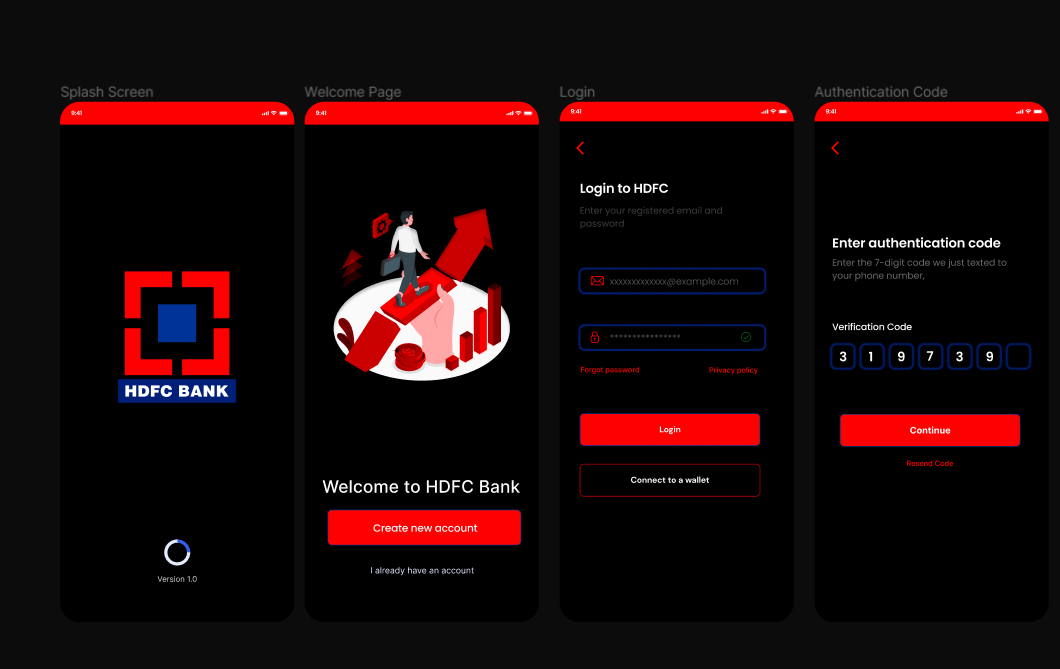 Splash Screen
9:41
HDFC BANK
Version 1.0
Welcome Page
9:41
Welcome to HDFC Bank
Create new account
I already have an account
Login
9:41
Login to HDFC
Enter your registered email and
password
xxxxxxxxxxxxx@example.com
****************
Forgot password
Privacy policy
Login
Connect to a wallet
Authentication Code
9:41
Enter authentication code
Enter the 7-digit code we just texted to
your phone number,
Verification Code
3 1 9 7 3 9
Continue
Resend Code